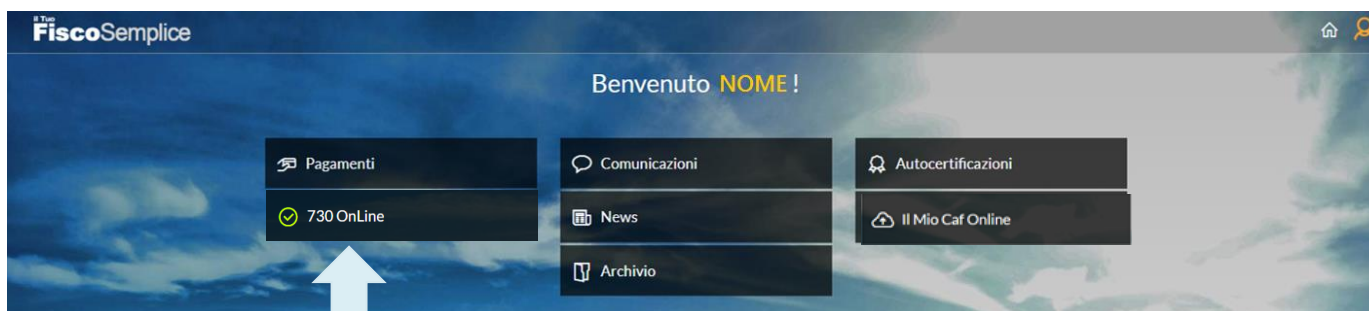 il Tuo
FiscoSemplice
Benvenuto NOME !
Pagamenti
730 OnLine
Comunicazioni
News
Archivio
Autocertificazioni
Il Mio Caf Online